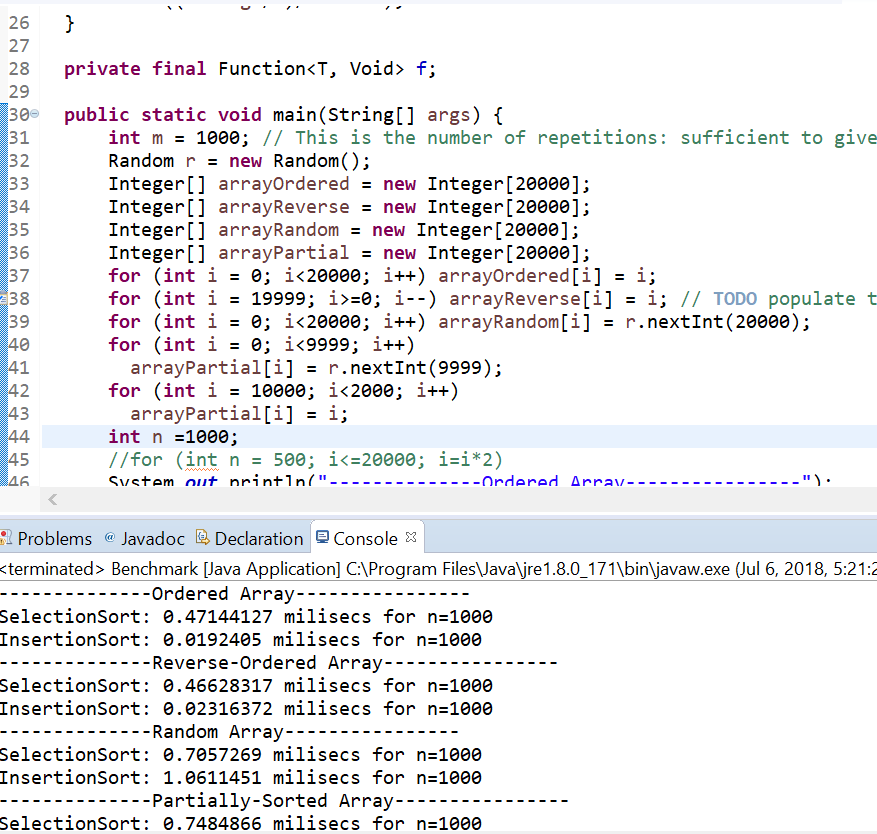 26 }
27
28 private final Function<T, Void> f;
29
30 public static void main(String[] args) {
31 int m = 1000; // This is the number of repetitions: sufficient to give
32 Random r = new Random();
33 Integer[] arrayOrdered = new Integer[20000];
34 Integer[] arrayReverse = new Integer[20000];
35 Integer[] arrayRandom = new Integer[20000];
36 Integer[] arrayPartial = new Integer[20000];
37 for (int i = 0; i<20000; i++) arrayOrdered[i] = i;
38 for (int i = 19999; i>=0; i--) arrayReverse[i] = i; // TODO populate t
39 for (int i = 0; i<20000; i++) arrayRandom[i] = r.nextInt(20000);
40 for (int i = 0; i<9999; i++)
41 arrayPartial[i] = r.nextInt(9999);
42 for (int i = 10000; i<2000; i++)
43 arrayPartial[i] = i;
44 int n =1000;
45 //for (int n = 500; i<=20000; i=i*2)
46 System.out.println("--------------Ordered Array----------------");
Problems @ Javadoc Declaration Console
<terminated> Benchmark [Java Application] C:\Program Files\Java\jre1.8.0_171\bin\javaw.exe (Jul 6, 2018, 5:21:2
--------------Ordered Array----------------
SelectionSort: 0.47144127 milisecs for n=1000
InsertionSort: 0.0192405 milisecs for n=1000
--------------Reverse-Ordered Array----------------
SelectionSort: 0.46628317 milisecs for n=1000
InsertionSort: 0.02316372 milisecs for n=1000
--------------Random Array----------------
SelectionSort: 0.7057269 milisecs for n=1000
InsertionSort: 1.0611451 milisecs for n=1000
--------------Partially-Sorted Array----------------
SelectionSort: 0.7484866 milisecs for n=1000